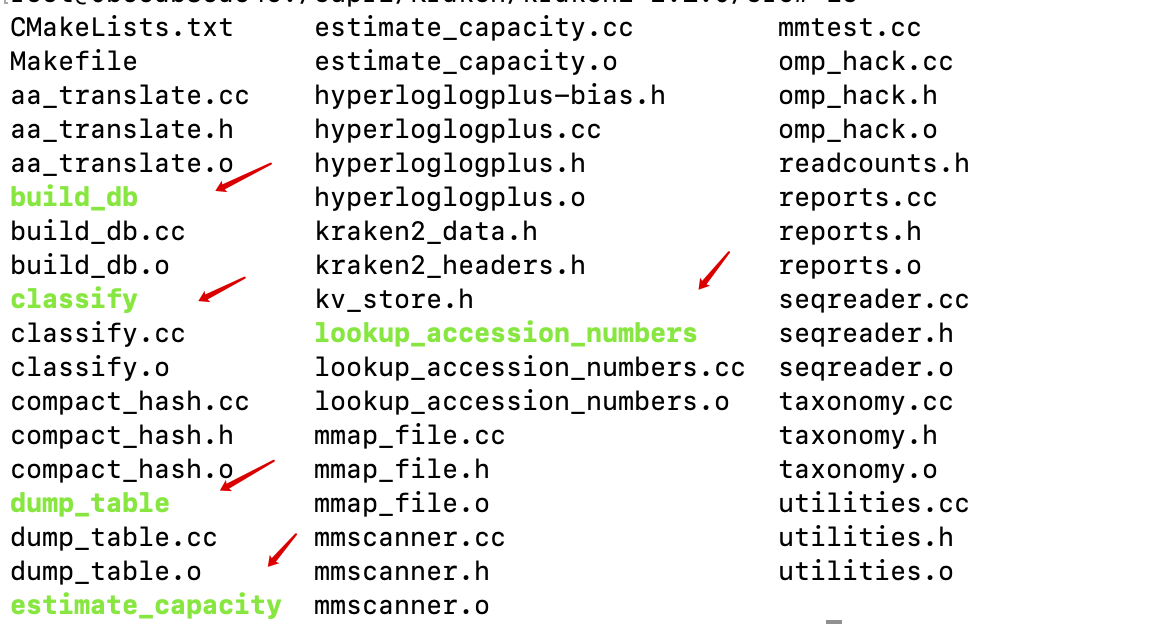 CMakeLists.txt estimate_capacity.cc mmtest.cc
Makefile estimate_capacity.o omp_hack.cc
aa_translate.cc hyperloglogplus-bias.h omp_hack.h
aa_translate.h hyperloglogplus.cc omp_hack.o
aa_translate.o hyperloglogplus.h readcounts.h
build_db hyperloglogplus.o reports.cc
build_db.cc kraken2_data.h reports.h
build_db.o kraken2_headers.h reports.o
classify kv_store.h seqreader.cc
classify.cc lookup_accession_numbers seqreader.h
classify.o lookup_accession_numbers.cc seqreader.o
compact_hash.cc lookup_accession_numbers.o taxonomy.cc
compact_hash.h mmap_file.cc taxonomy.h
compact_hash.o mmap_file.h taxonomy.o
dump_table mmap_file.o utilities.cc
dump_table.cc mmscanner.cc utilities.h
dump_table.o mmscanner.h utilities.o
estimate_capacity mmscanner.o